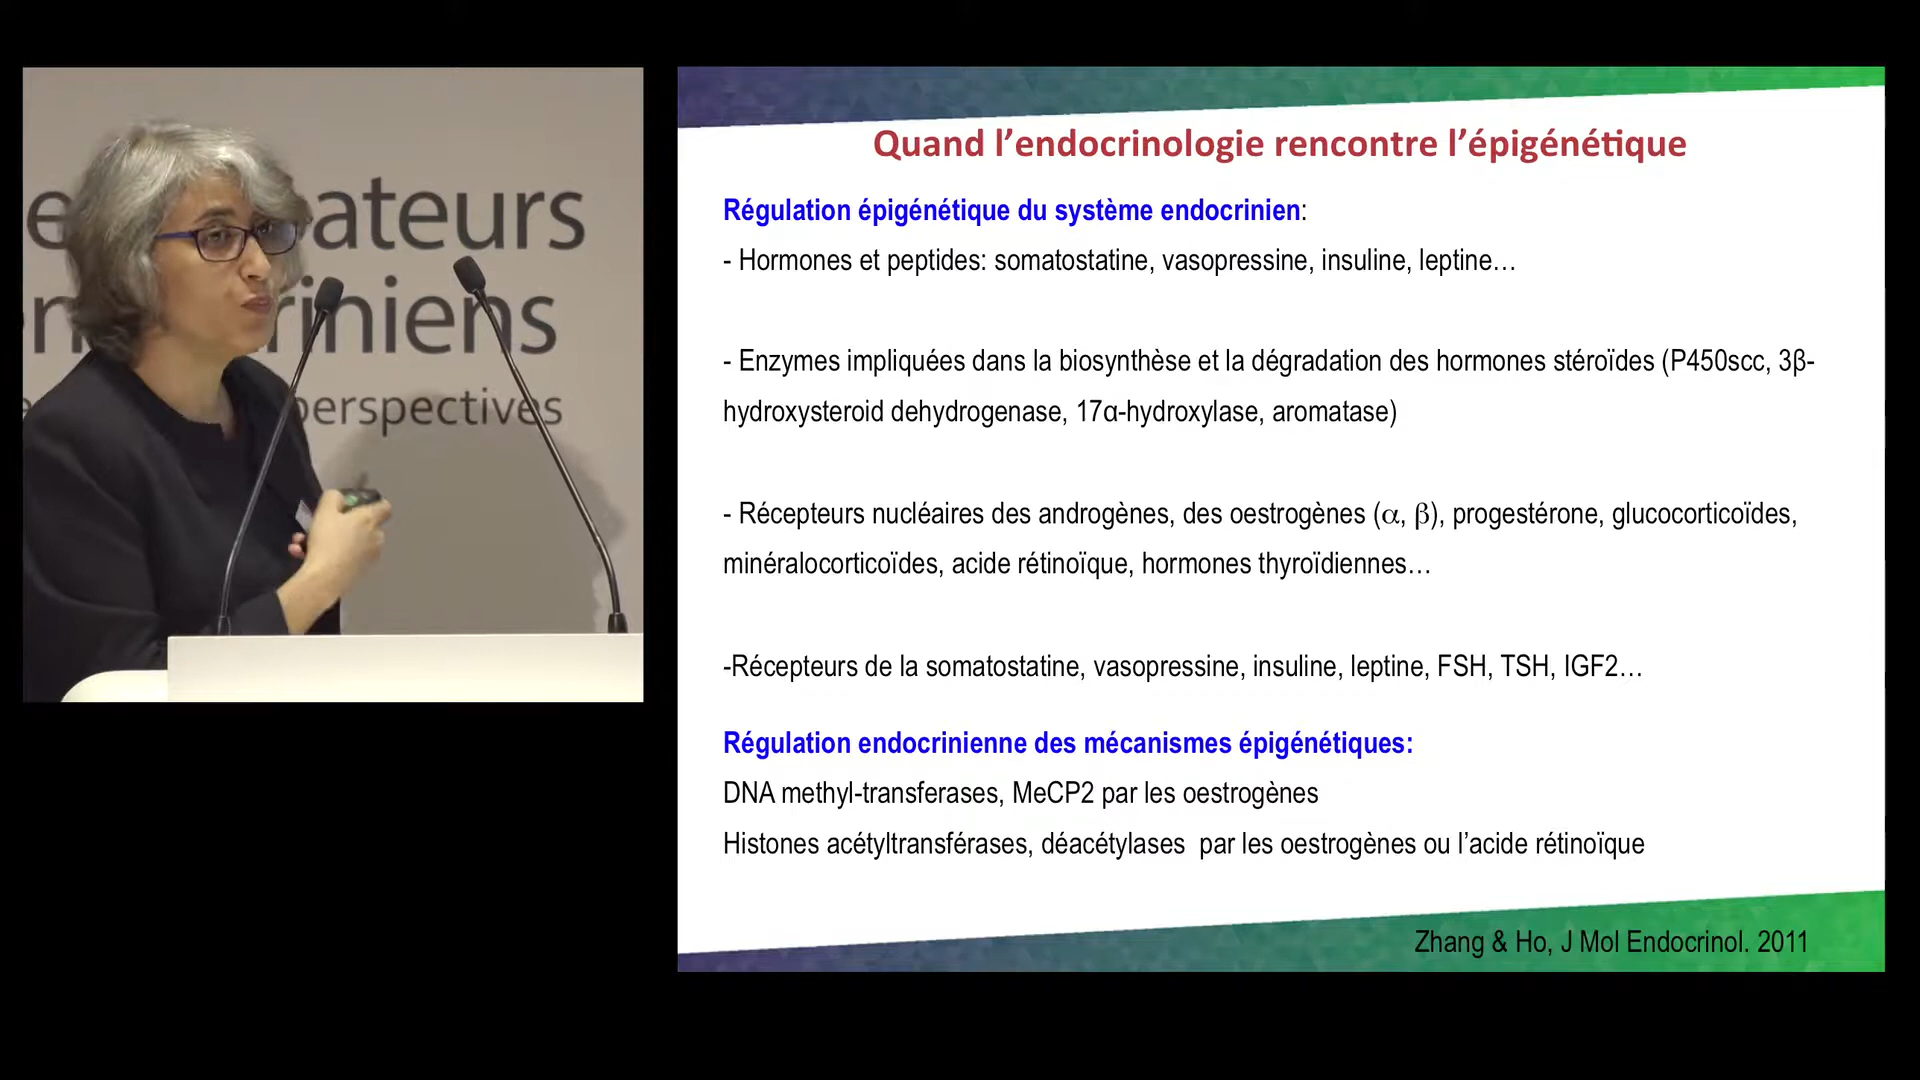 ateurs
riniens
perspectives
Quand l’endocrinologie rencontre l’épigénétique
Régulation épigénétique du système endocrinien:
- Hormones et peptides: somatostatine, vasopressine, insuline, leptine…
- Enzymes impliquées dans la biosynthèse et la dégradation des hormones stéroïdes (P450scc, 3β-
hydroxysteroid dehydrogenase, 17α-hydroxylase, aromatase)
- Récepteurs nucléaires des androgènes, des oestrogènes (α, β), progestérone, glucocorticoïdes,
minéralocorticoïdes, acide rétinoïque, hormones thyroïdiennes…
-Récepteurs de la somatostatine, vasopressine, insuline, leptine, FSH, TSH, IGF2…
Régulation endocrinienne des mécanismes épigénétiques:
DNA methyl-transferases, MeCP2 par les oestrogènes
Histones acétyltransférases, déacétylases  par les oestrogènes ou l’acide rétinoïque
Zhang & Ho, J Mol Endocrinol. 2011